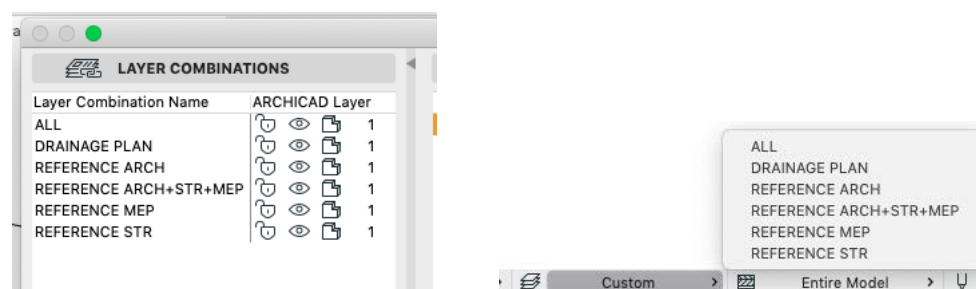 a
LAYER COMBINATIONS
Layer Combination Name ARCHICAD Layer
ALL 1
DRAINAGE PLAN 1
REFERENCE ARCH 1
REFERENCE ARCH+STR+MEP 1
REFERENCE MEP 1
REFERENCE STR 1
ALL
DRAINAGE PLAN
REFERENCE ARCH
REFERENCE ARCH+STR+MEP
REFERENCE MEP
REFERENCE STR
Custom Entire Model